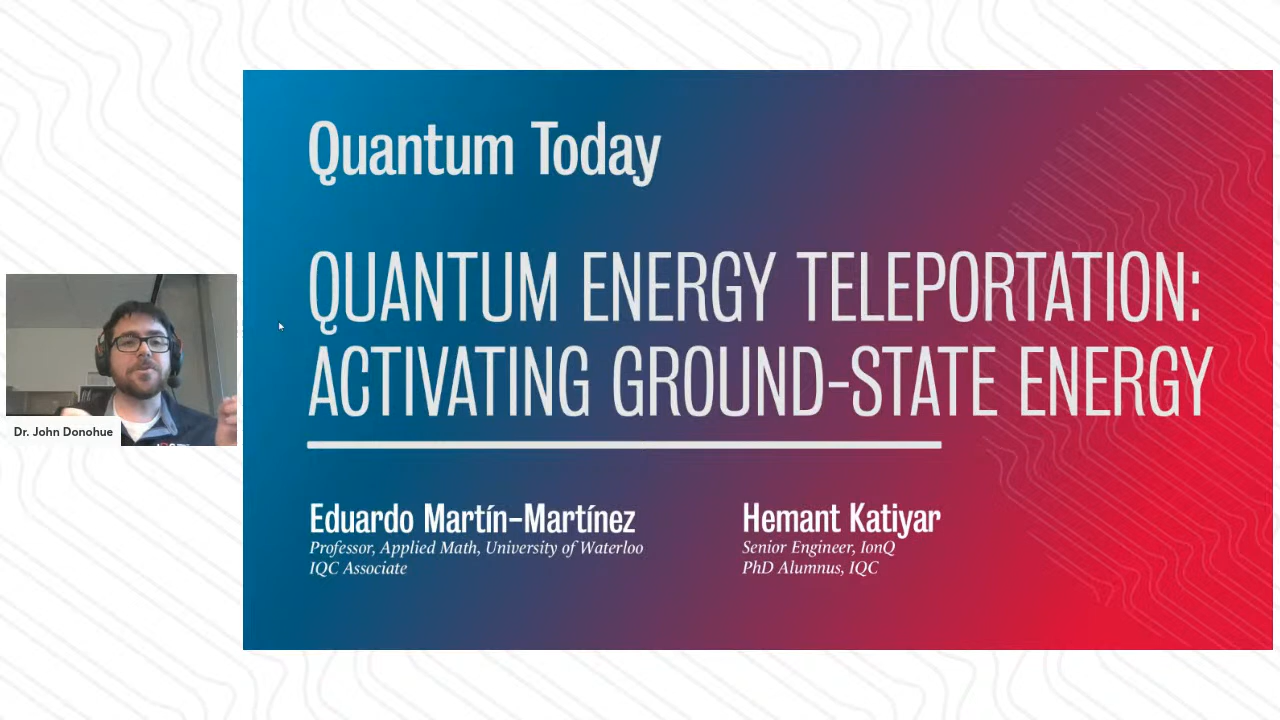 Quantum Today
QUANTUM ENERGY TELEPORTATION:
ACTIVATING GROUND-STATE ENERGY
Eduardo Martín-Martínez
Professor, Applied Math, University of Waterloo
IQC Associate
Hemant Katiyar
Senior Engineer, IonQ
PhD Alumnus, IQC
Dr. John Donohue